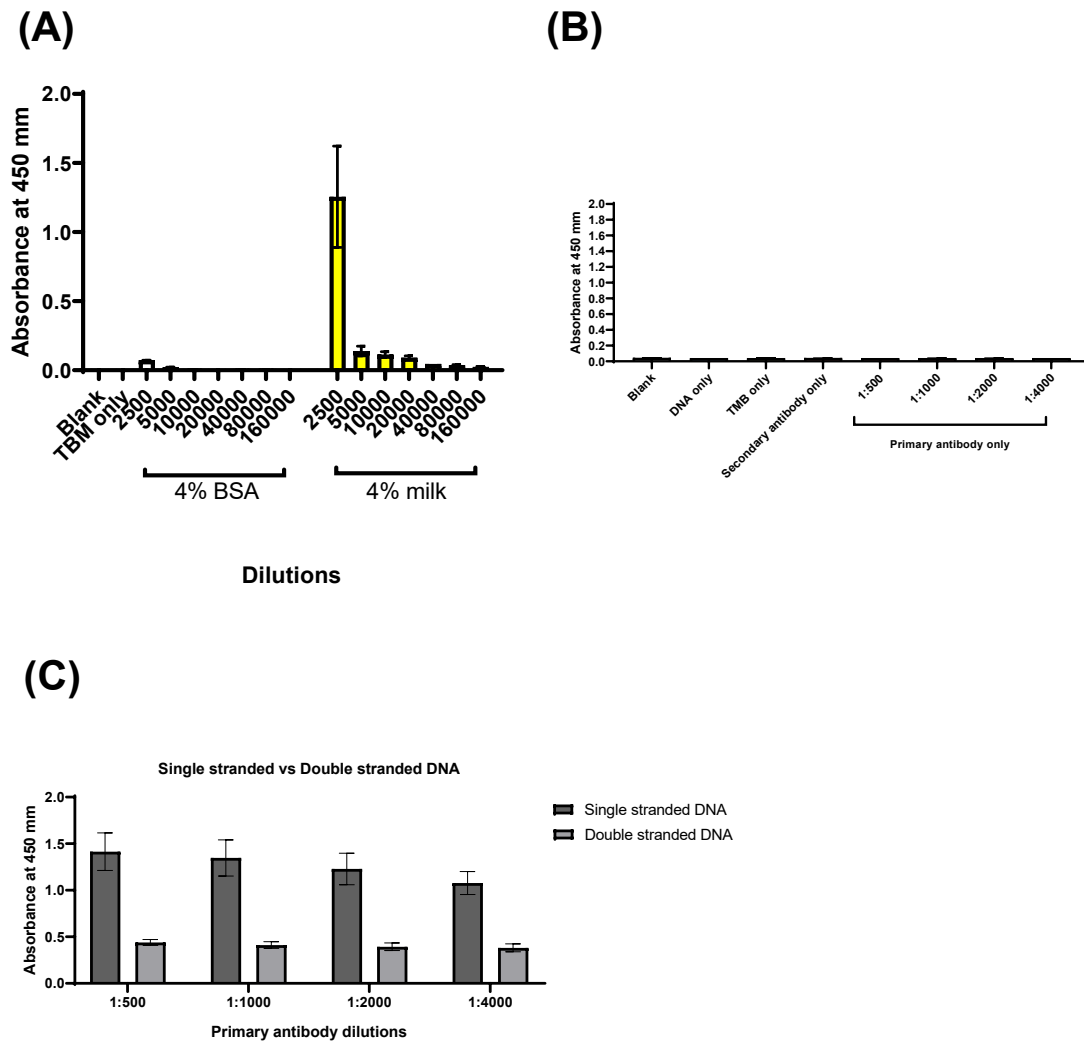 (A)
Absorbance at 450 mm
2.0
1.5
1.0
0.5
0.0
Blank
TBM only
2500
5000
10000
20000
40000
80000
160000
2500
5000
10000
20000
40000
80000
160000
4% BSA
4% milk
Dilutions
(B)
Absorbance at 450 mm
2.0
1.8
1.6
1.4
1.2
1.0
0.8
0.6
0.4
0.2
0.0
Blank
DNA only
TMB only
Secondary antibody only
1:500
1:1000
1:2000
1:4000
Primary antibody only
(C)
Single stranded vs Double stranded DNA
Absorbance at 450 mm
2.0
1.5
1.0
0.5
0.0
1:500
1:1000
1:2000
1:4000
Primary antibody dilutions
Single stranded DNA
Double stranded DNA